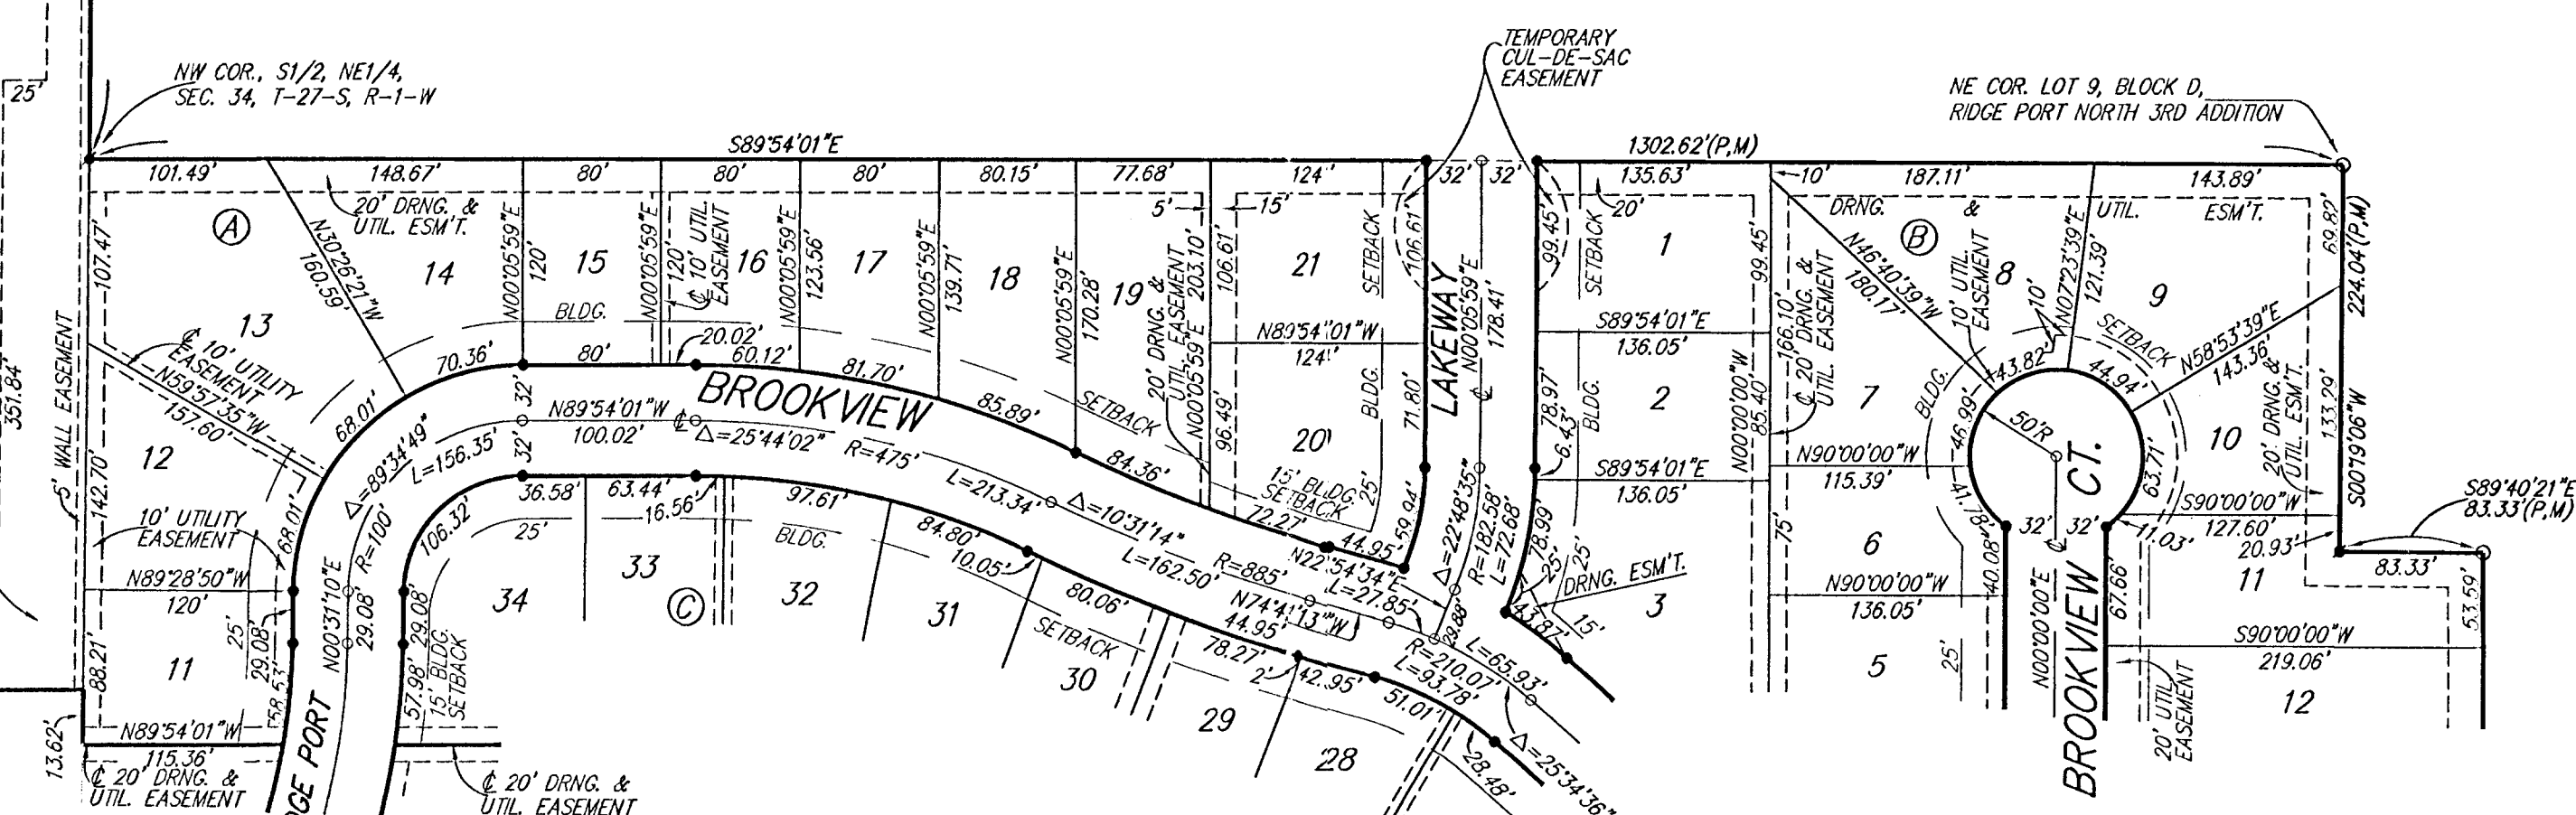 TEMPORARY
CUL-DE-SAC
EASEMENT
NW COR., S1/2, NE1/4,
SEC. 34, T-27-S, R-1-W
NE COR. LOT 9, BLOCK D,
RIDGE PORT NORTH 3RD ADDITION
25'
S89°54'01"E
1302.62'(P,M)
101.49'
148.67'
80'
80'
80'
80.15'
77.68'
124'
32'
32'
135.63'
10'
187.11'
143.89'
20' DRNG. &
UTIL. ESM'T.
5'
15'
20'
DRNG. & UTIL. ESM'T.
A
B
C
107.47'
N30°26'21"W
160.59'
14
N00°05'59"E
120'
15
N00°05'59"E
120'
℄ 10' UTIL.
EASEMENT
16
N00°05'59"E
123.56'
17
N00°05'59"E
139.71'
18
N00°05'59"E
170.28'
19
20' DRNG. &
UTIL. EASEMENT
N00°05'59"E 203.10'
106.61'
96.49'
21
SETBACK
106.61'
99.45'
SETBACK
1
99.45'
166.10'
℄ 20' DRNG. &
UTIL. EASEMENT
N46°40'39"W
180.17'
10' UTIL.
EASEMENT
8
10'
N07°23'39"E
121.39'
9
69.82'
224.04'(P,M)
13
BLDG.
20.02'
LAKEWAY
N00°05'59"E
178.41'
℄
N89°54'01"W
124'
S89°54'01"E
136.05'
SETBACK
N58°53'39"E
143.36'
351.84'
5' WALL EASEMENT
℄ 10' UTILITY
EASEMENT
N59°57'35"W
157.60'
70.36'
80'
60.12'
81.70'
85.89'
84.36'
SETBACK
68.01'
32'
32'
BROOKVIEW
N89°54'01"W
100.02'
℄
Δ=25°44'02"
R=475'
L=213.34'
71.80'
BLDG.
78.97'
BLDG.
2
N00°00'00"W
85.40'
7
BLDG.
43.82'
44.94'
46.99'
50'R
63.71'
10
20' DRNG. &
UTIL. ESM'T.
133.29'
S00°19'06"W
12
142.70'
20
6.43'
S89°54'01"E
136.05'
N90°00'00"W
115.39'
CT.
S89°40'21"E
83.33'(P,M)
10' UTILITY
EASEMENT
68.01'
Δ=89°34'49"
L=156.35'
R=100'
106.32'
36.58'
63.44'
16.56'
25'
97.61'
BLDG.
84.80'
10.05'
Δ=10°31'14"
L=162.50'
R=885'
72.27'
15' BLDG.
SETBACK
25'
44.95'
59.94'
N22°54'34"E
Δ=22°48'35"
R=182.58'
L=72.68'
78.99'
25'
25'
DRNG. ESM'T.
75'
41.78'
6
32'
32'
11.03'
S90°00'00"W
127.60'
20.93'
83.33'
N89°28'50"W
120'
34
33
32
31
80.06'
SETBACK
30
L=27.85'
N74°41'13"W
44.95'
29.88'
43.87'
15'
3
N90°00'00"W
136.05'
40.08'
N00°00'00"E
℄
67.66'
11
53.59'
11
88.21'
25'
29.08'
N00°31'10"E
29.08'
29.08'
78.27'
2'
42.95'
R=210.07'
L=93.78'
L=65.93'
5
25'
S90°00'00"W
219.06'
12
58.53'
57.98'
15' BLDG.
SETBACK
29
51.01'
28
28.48'
Δ=25°34'36"
BROOKVIEW
20' UTIL.
EASEMENT
N89°54'01"W
115.36'
13.62'
℄ 20' DRNG. &
UTIL. EASEMENT
PORT
℄ 20' DRNG. &
UTIL. EASEMENT